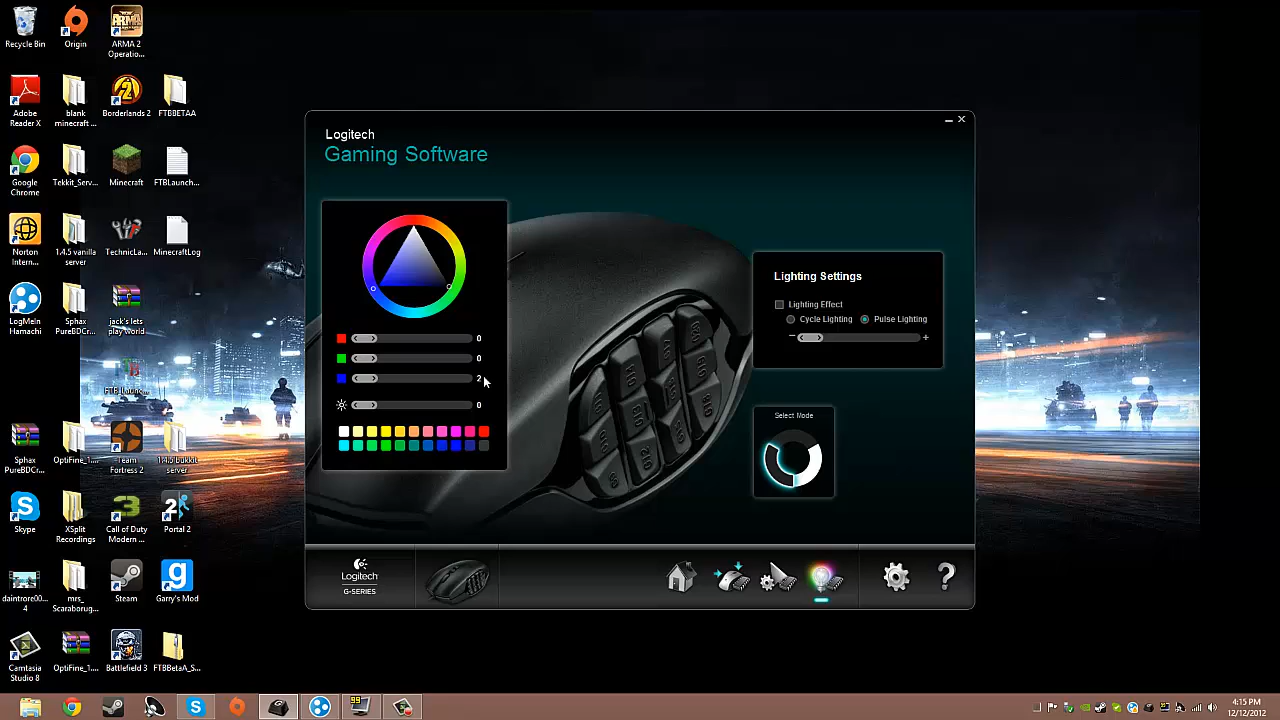 Recycle Bin
Origin
ARMA 2
Operatio...
Adobe
Reader X
blank
minecraft ...
Borderlands 2
FTBBETAA
Google
Chrome
Tekkit_Serv...
Minecraft
FTBLaunch...
Norton
Intern...
1.4.5 vanilla
server
TechnicLa...
MinecraftLog
LogMeIn
Hamachi
Sphax
PureBDCr...
jack's lets
play world
Sphax
PureBDCr...
OptiFine_1....
Team
Fortress 2
1.4.5 bukkit
server
Skype
XSplit
Recordings
Call of Duty
Modern ...
Portal 2
daintree00...
4
mrs_
Scaraborug...
Steam
Garry's Mod
Camtasia
Studio 8
OptiFine_1....
Battlefield 3
FTBBetaA_S...
Logitech
Gaming Software
0
0
2
0
Lighting Settings
Lighting Effect
Cycle Lighting
Pulse Lighting
− +
Select Mode
Logitech
G-SERIES
?
99
4:15 PM
12/12/2012